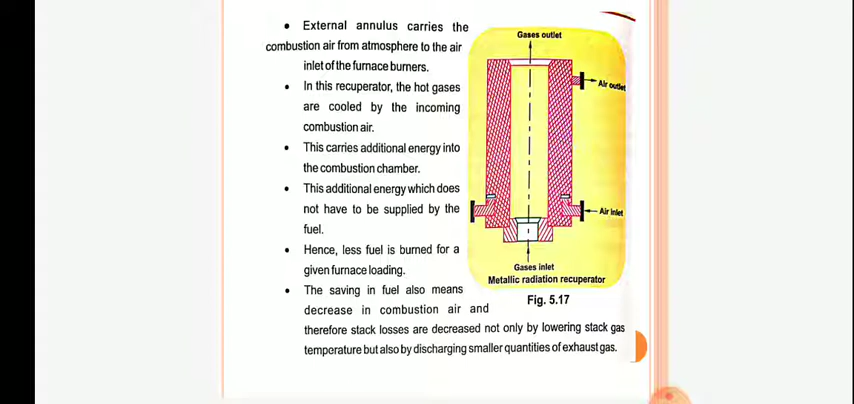 • External annulus carries the
combustion air from atmosphere to the air
inlet of the furnace burners.
• In this recuperator, the hot gases
are cooled by the incoming
combustion air.
• This carries additional energy into
the combustion chamber.
• This additional energy which does
not have to be supplied by the
fuel.
• Hence, less fuel is burned for a
given furnace loading.
• The saving in fuel also means
decrease in combustion air and
therefore stack losses are decreased not only by lowering stack gas
temperature but also by discharging smaller quantities of exhaust gas.
Gases outlet
Air outlet
Air inlet
Gases inlet
Metallic radiation recuperator
Fig. 5.17